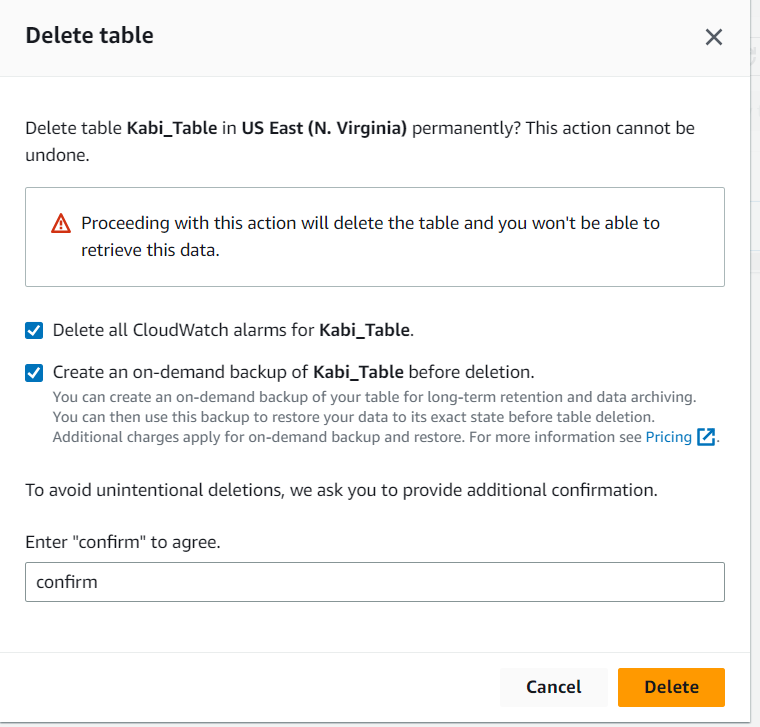 Delete table
Delete table Kabi_Table in US East (N. Virginia) permanently? This action cannot be
undone.
Proceeding with this action will delete the table and you won't be able to
retrieve this data.
Delete all CloudWatch alarms for Kabi_Table.
Create an on-demand backup of Kabi_Table before deletion.
You can create an on-demand backup of your table for long-term retention and data archiving.
You can then use this backup to restore your data to its exact state before table deletion.
Additional charges apply for on-demand backup and restore. For more information see Pricing.
To avoid unintentional deletions, we ask you to provide additional confirmation.
Enter "confirm" to agree.
confirm
Cancel Delete